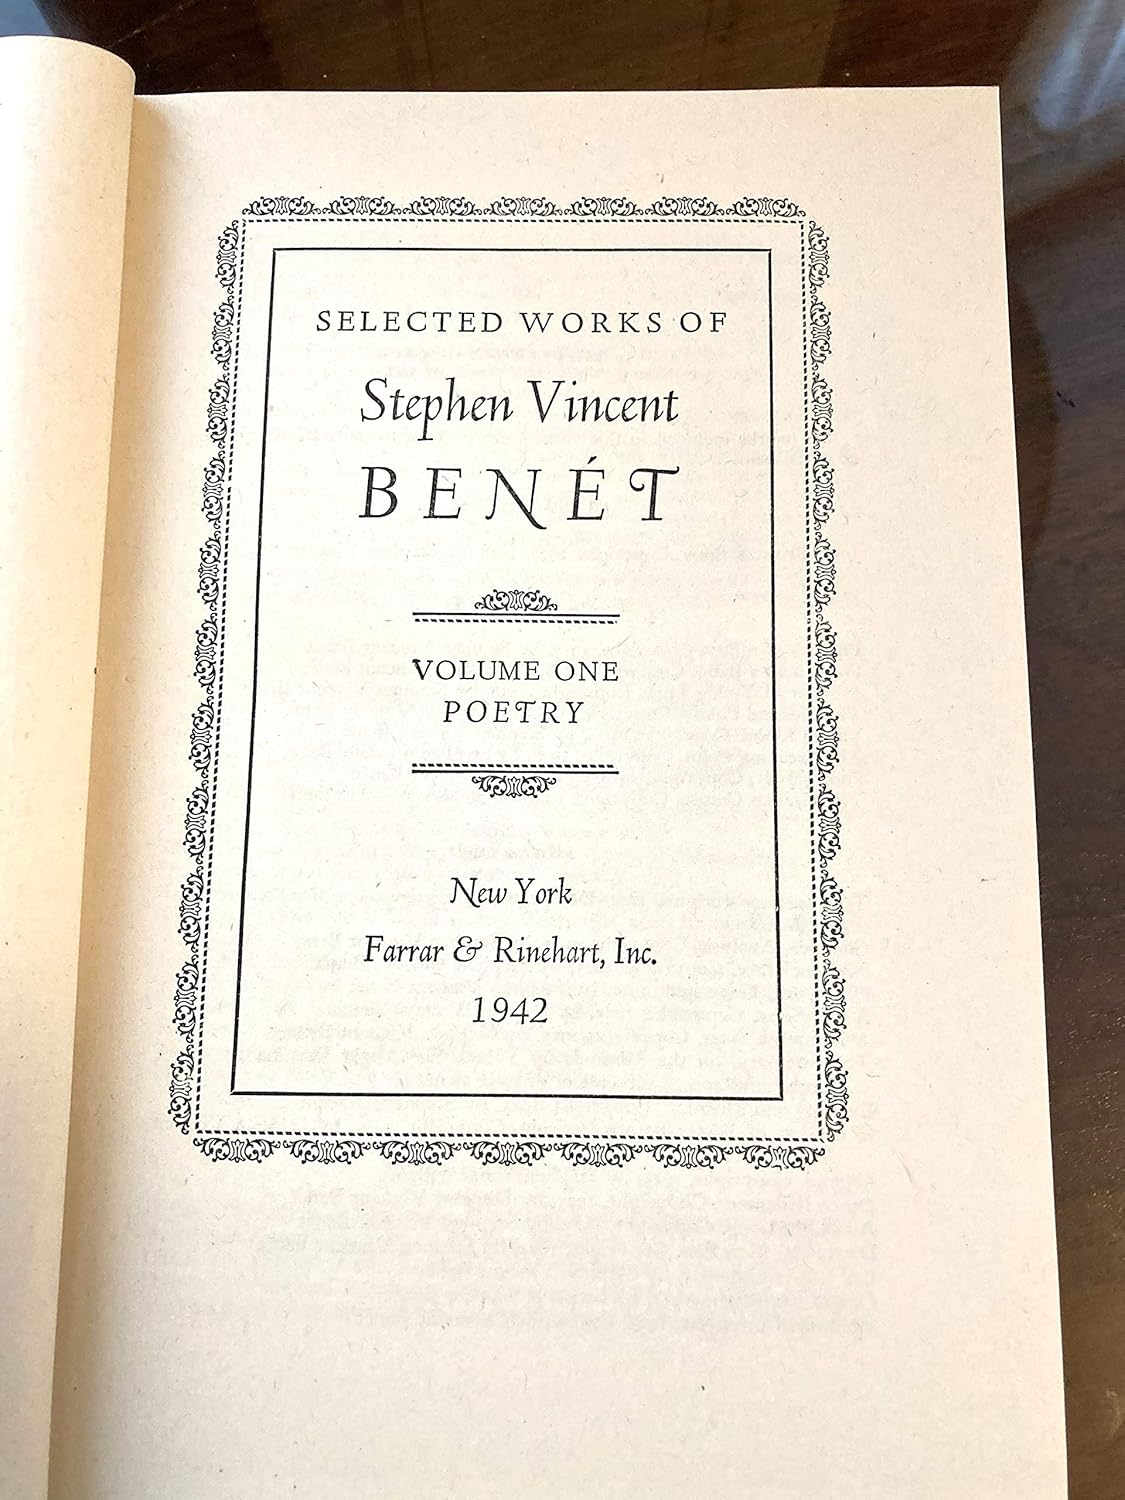 SELECTED WORKS OF
Stephen Vincent
BENÉT
VOLUME ONE
POETRY
New York
Farrar & Rinehart, Inc.
1942